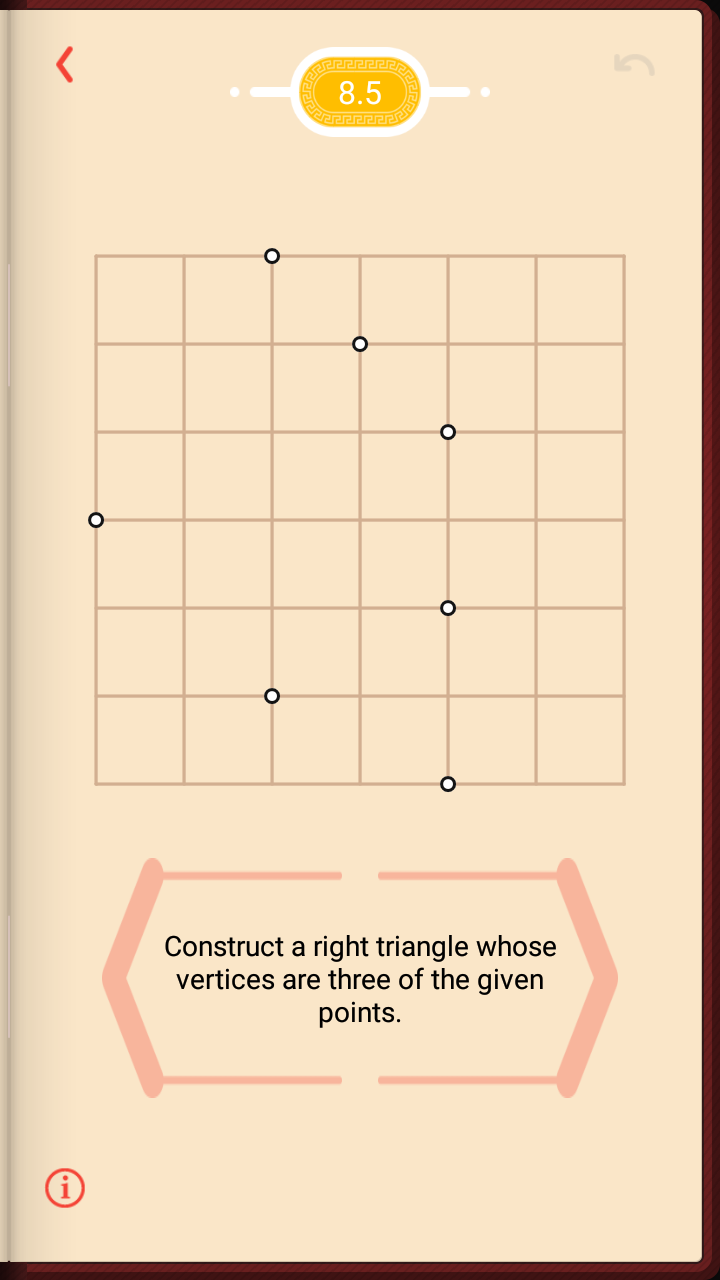 8.5
Construct a right triangle whose
vertices are three of the given
points.
i